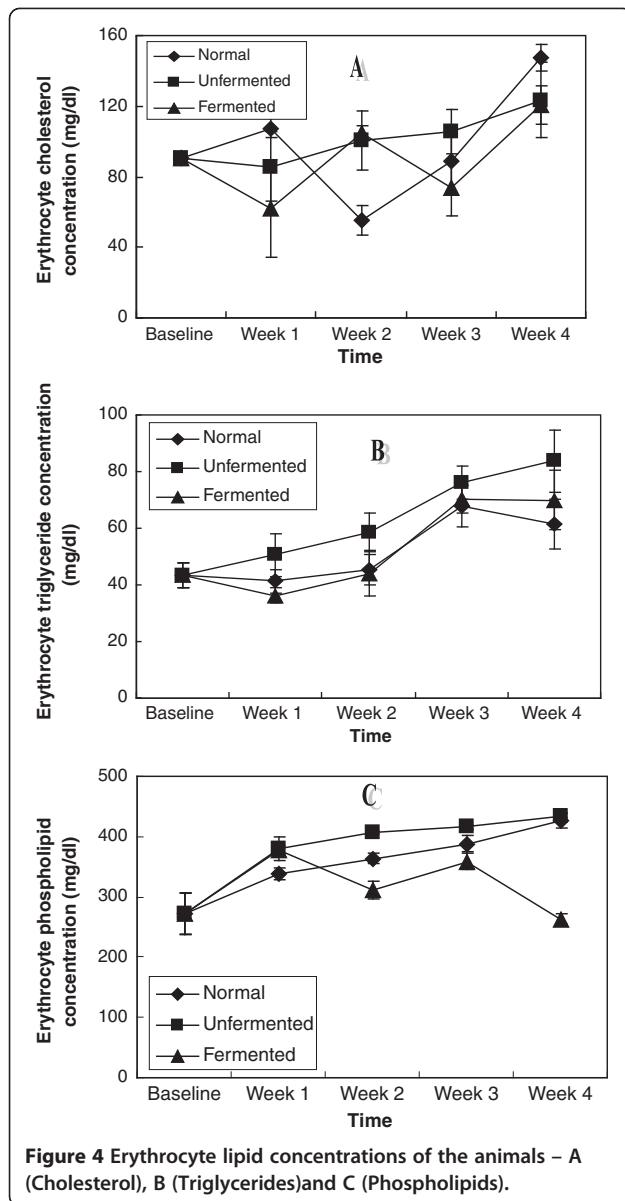 Erythrocyte cholesterol
concentration (mg/dl)
160
120
80
40
0
Normal
Unfermented
Fermented
A
Baseline Week 1 Week 2 Week 3 Week 4
Time
Erythrocyte triglyceride concentration
(mg/dl)
100
80
60
40
20
0
Normal
Unfermented
Fermented
B
Baseline Week 1 Week 2 Week 3 Week 4
Time
Erythrocyte phospholipid
concentration (mg/dl)
500
400
300
200
100
0
C
Normal
Unfermented
Fermented
Baseline Week 1 Week 2 Week 3 Week 4
Time
Figure 4 Erythrocyte lipid concentrations of the animals – A
(Cholesterol), B (Triglycerides)and C (Phospholipids).